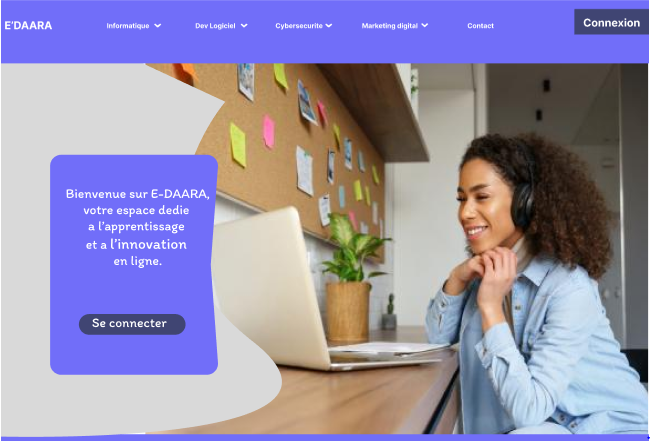 E'DAARA
Informatique
Dev Logiciel
Cybersecurite
Marketing digital
Contact
Connexion
Bienvenue sur E-DAARA,
votre espace dedie
a l'apprentissage
et a l'innovation
en ligne.
Se connecter